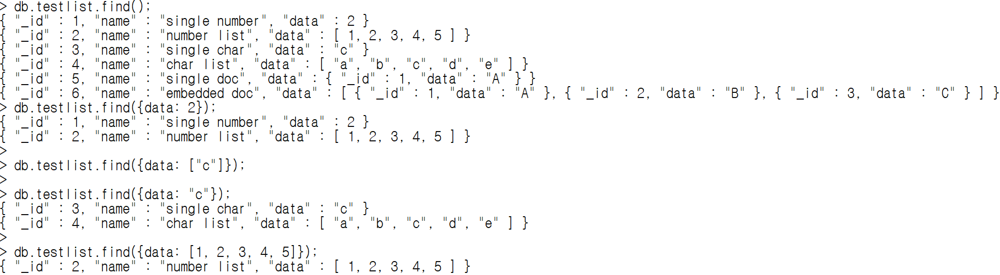 > db.testlist.find();
{ "_id" : 1, "name" : "single number", "data" : 2 }
{ "_id" : 2, "name" : "number list", "data" : [ 1, 2, 3, 4, 5 ] }
{ "_id" : 3, "name" : "single char", "data" : "c" }
{ "_id" : 4, "name" : "char list", "data" : [ "a", "b", "c", "d", "e" ] }
{ "_id" : 5, "name" : "single doc", "data" : { "_id" : 1, "data" : "A" } }
{ "_id" : 6, "name" : "embedded doc", "data" : [ { "_id" : 1, "data" : "A" }, { "_id" : 2, "data" : "B" }, { "_id" : 3, "data" : "C" } ] }
> db.testlist.find({data: 2});
{ "_id" : 1, "name" : "single number", "data" : 2 }
{ "_id" : 2, "name" : "number list", "data" : [ 1, 2, 3, 4, 5 ] }
>
> db.testlist.find({data: ["c"]});
>
> db.testlist.find({data: "c"});
{ "_id" : 3, "name" : "single char", "data" : "c" }
{ "_id" : 4, "name" : "char list", "data" : [ "a", "b", "c", "d", "e" ] }
>
> db.testlist.find({data: [1, 2, 3, 4, 5]});
{ "_id" : 2, "name" : "number list", "data" : [ 1, 2, 3, 4, 5 ] }